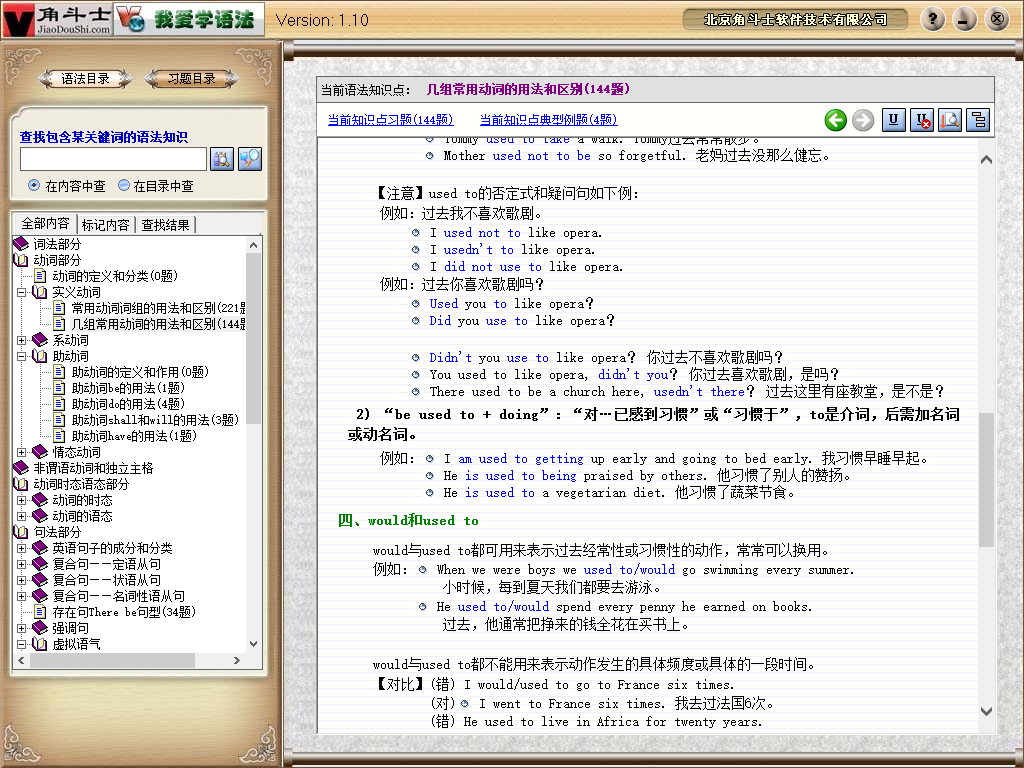 角斗士
JiaoDouShi.com
我爱学语法
Version: 1.10
北京角斗士软件技术有限公司
语法目录
习题目录
查找包含某关键词的语法知识
在内容中查
在目录中查
全部内容
标记内容
查找结果
词法部分
动词部分
动词的定义和分类(0题)
实义动词
常用动词词组的用法和区别(221题
几组常用动词的用法和区别(144题
系动词
助动词
助动词的定义和作用(0题)
助动词be的用法(1题)
助动词do的用法(4题)
助动词shall和will的用法(3题)
助动词have的用法(1题)
情态动词
非谓语动词和独立主格
动词时态语态部分
动词的时态
动词的语态
句法部分
英语句子的成分和分类
复合句——定语从句
复合句——状语从句
复合句——名词性语从句
存在句There be句型(34题)
强调句
虚拟语气
当前语法知识点： 几组常用动词的用法和区别(144题)
当前知识点习题(144题)
当前知识点典型例题(4题)
Tommy used to take a walk. Tommy过去常常散步。
Mother used not to be so forgetful. 老妈过去没那么健忘。
【注意】used to的否定式和疑问句如下例：
例如：过去我不喜欢歌剧。
I used not to like opera.
I usedn't to like opera.
I did not use to like opera.
例如：过去你喜欢歌剧吗？
Used you to like opera?
Did you use to like opera?
Didn't you use to like opera? 你过去不喜欢歌剧吗？
You used to like opera, didn't you? 你过去喜欢歌剧，是吗？
There used to be a church here, usedn't there? 过去这里有座教堂，是不是？
2) “be used to + doing”：“对…已感到习惯”或“习惯于”，to是介词，后需加名词
或动名词。
例如： I am used to getting up early and going to bed early. 我习惯早睡早起。
He is used to being praised by others. 他习惯了别人的赞扬。
He is used to a vegetarian diet. 他习惯了蔬菜节食。
四、would和used to
would与used to都可用来表示过去经常性或习惯性的动作，常常可以换用。
例如： When we were boys we used to/would go swimming every summer.
小时候，每到夏天我们都要去游泳。
He used to/would spend every penny he earned on books.
过去，他通常把挣来的钱全花在买书上。
would与used to都不能用来表示动作发生的具体频度或具体的一段时间。
【对比】(错) I would/used to go to France six times.
(对) I went to France six times. 我去过法国6次。
(错) He used to live in Africa for twenty years.